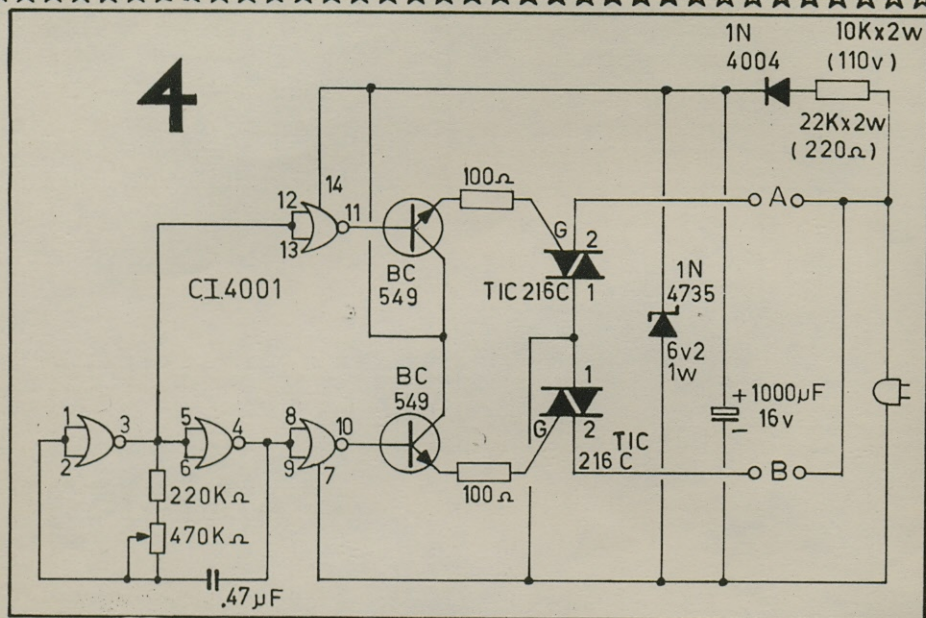 4
1N
4004
10Kx2w
(110v)
22Kx2w
(220Ω)
14
12
13
11
100Ω
BC
549
CI.4001
G
2
TIC216C
1
A
1N
4735
6v2
1w
+1000µF
16v
-
BC
549
1
G
2
TIC
216C
B
100Ω
1
2
3
5
6
4
8
9
10
7
220KΩ
470KΩ
.47µF